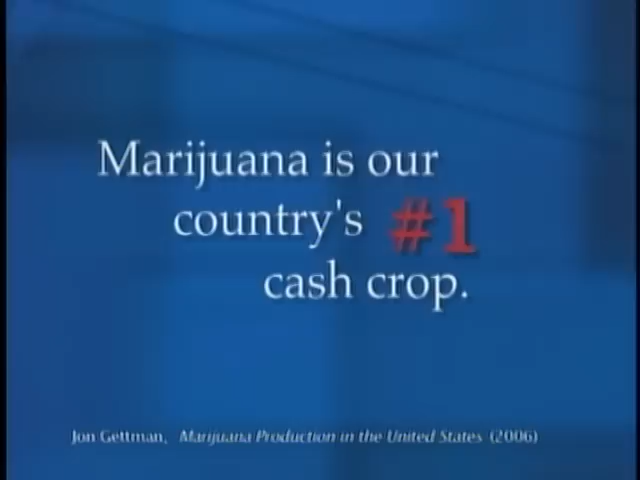 Marijuana is our
country's #1
cash crop.
Jon Gettman, Marijuana Production in the United States (2006)